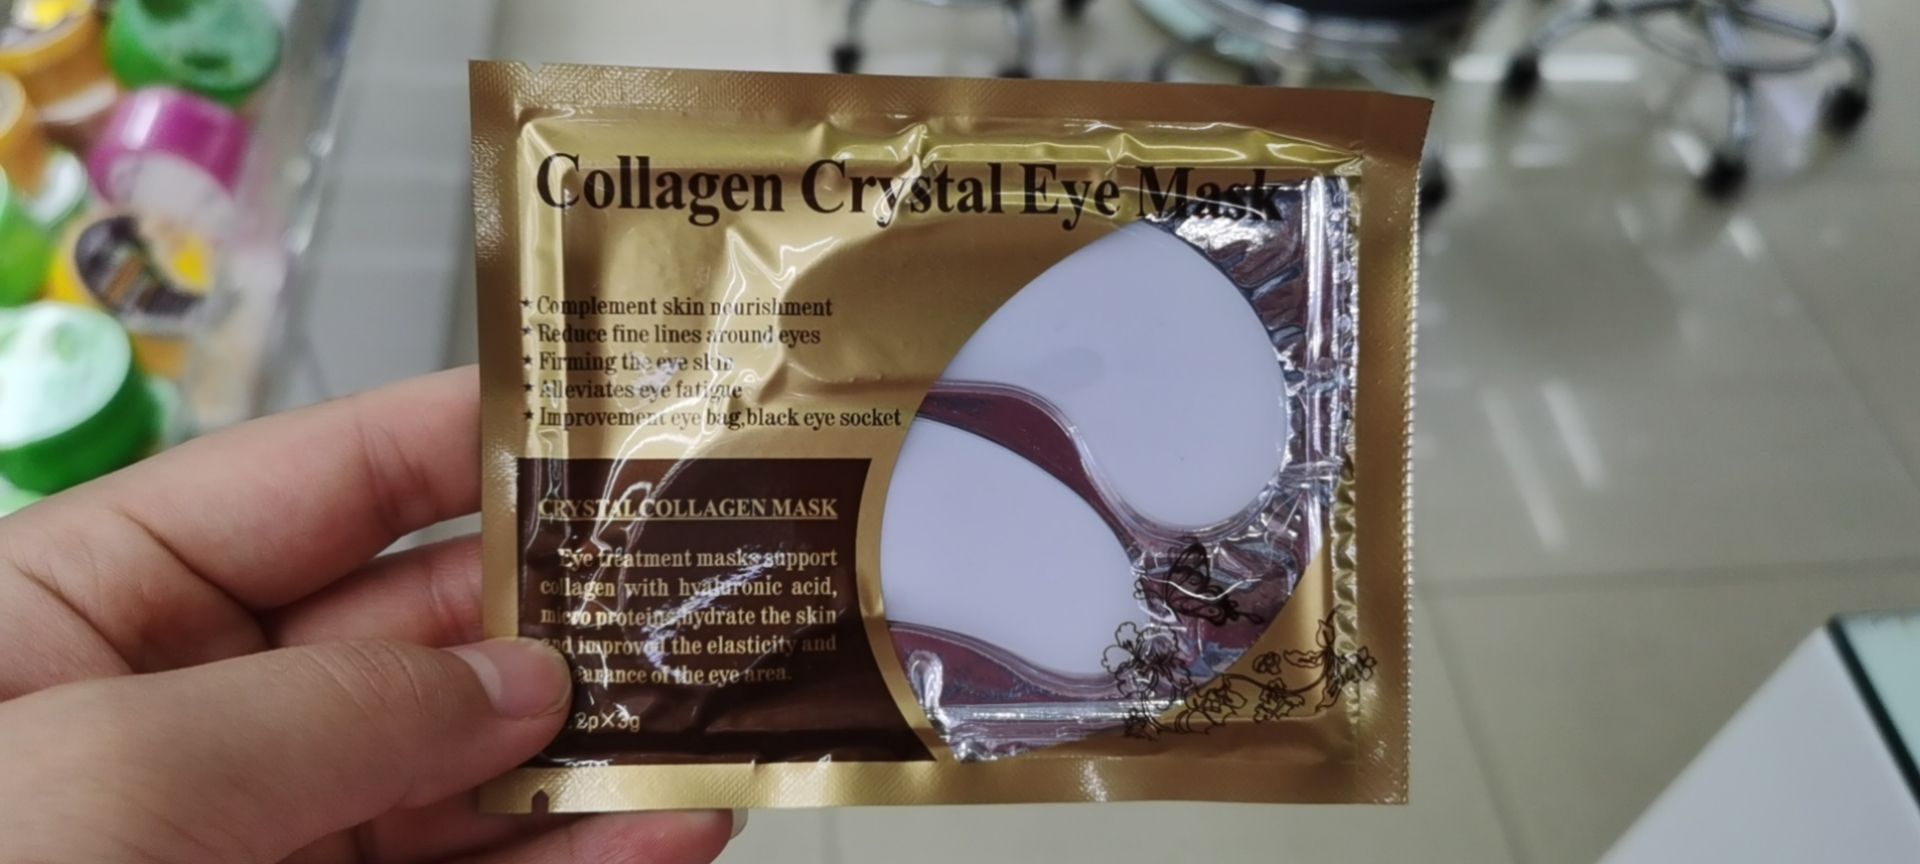 Collagen Crystal Eye Mask
★ Complement skin nourishment
★ Reduce fine lines around eyes
★ Firming the eye skin
★ Alleviates eye fatigue
★ Improvement eye bag,black eye socket
CRYSTAL COLLAGEN MASK
Eye treatment masks support
collagen with hyaluronic acid,
micro proteins hydrate the skin
and improved the elasticity and
of the eye area.
2p×3g